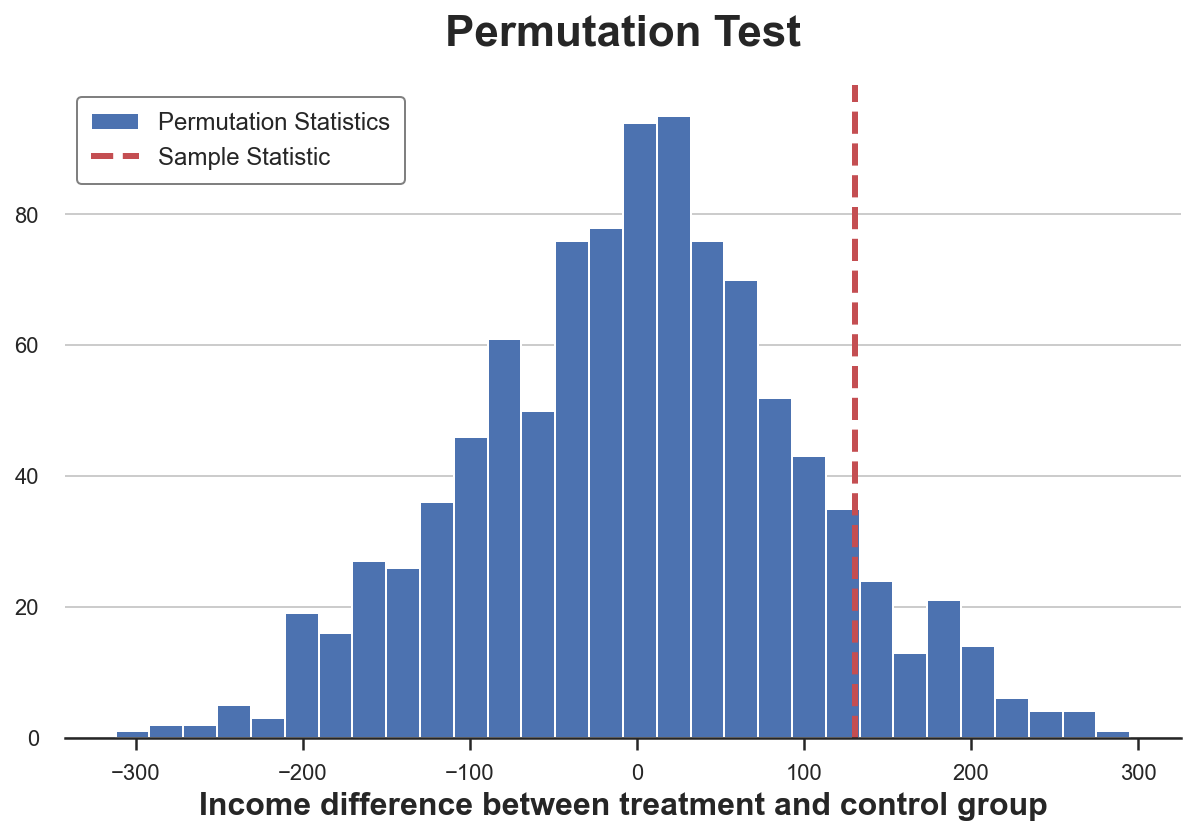 Permutation Test
Permutation Statistics
Sample Statistic
80
60
40
20
0
−300 −200 −100 0 100 200 300
Income difference between treatment and control group